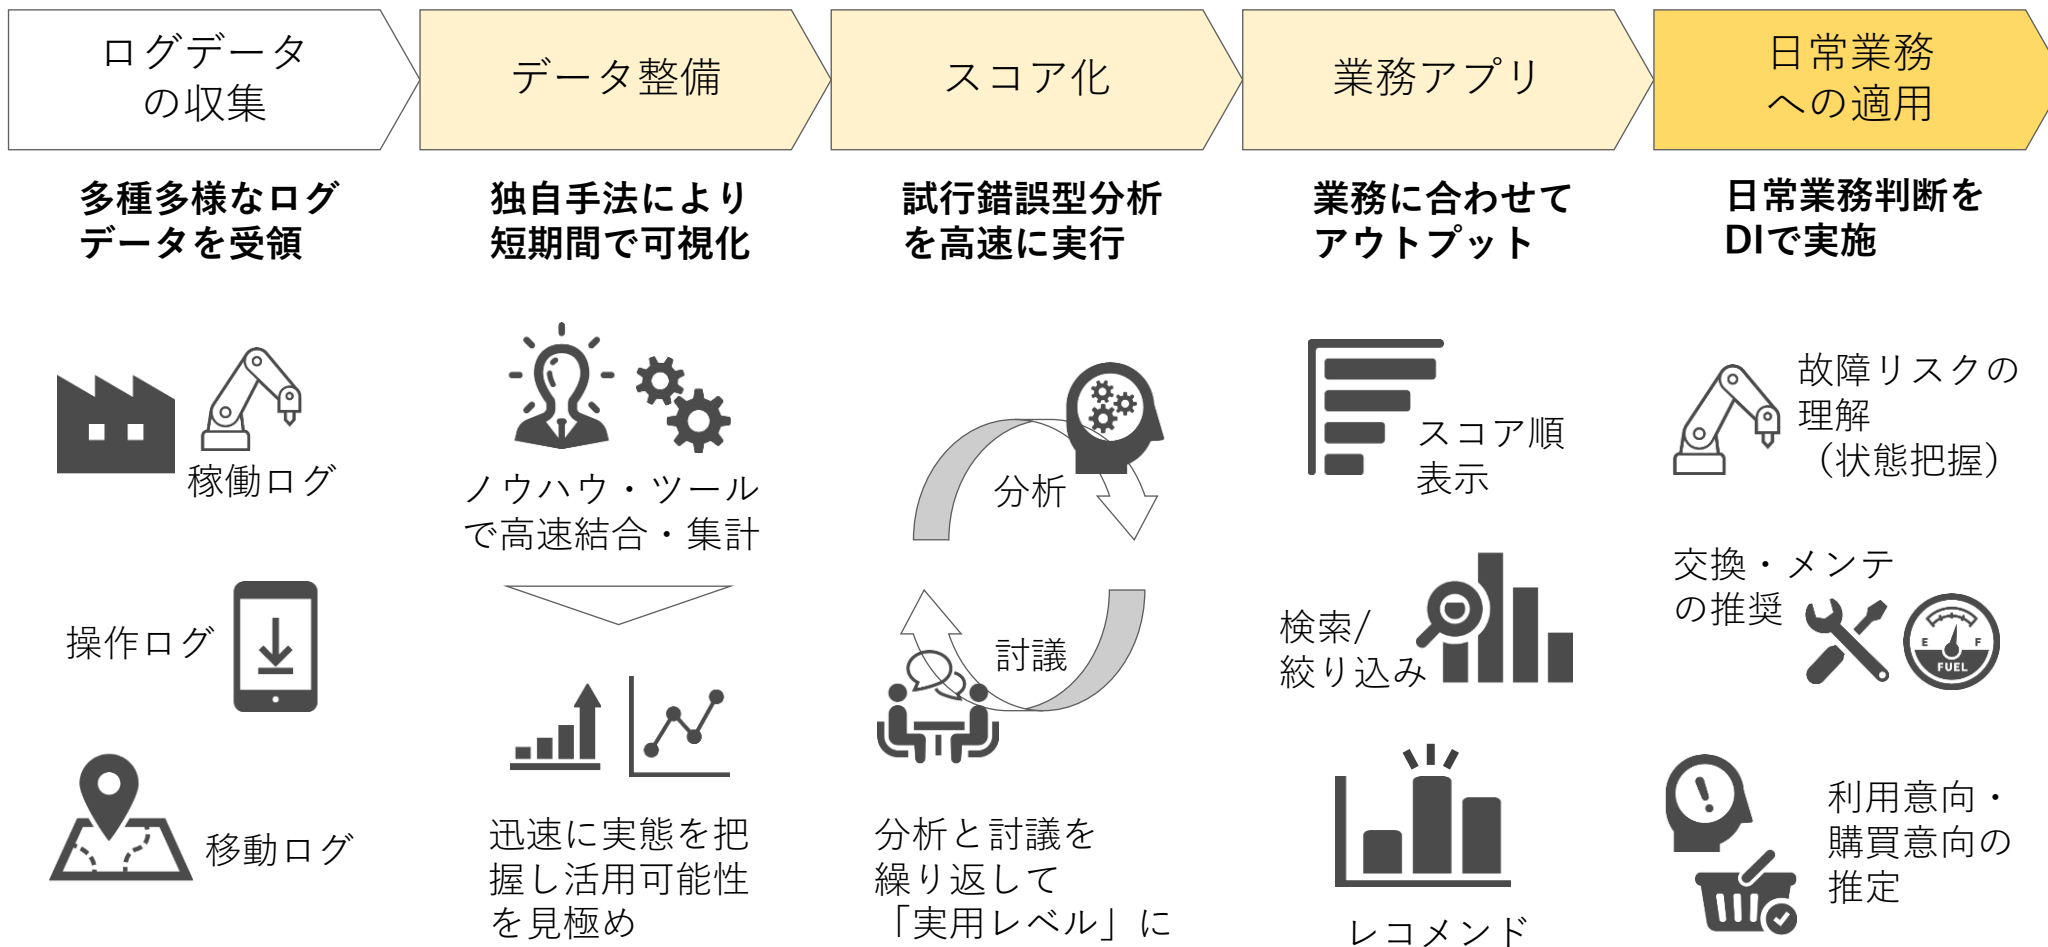 ログデータ
の収集
データ整備
スコア化
業務アプリ
日常業務
への適用
多種多様なログ
データを受領
独自手法により
短期間で可視化
試行錯誤型分析
を高速に実行
業務に合わせて
アウトプット
日常業務判断を
DIで実施
稼働ログ
操作ログ
移動ログ
ノウハウ・ツール
で高速結合・集計
迅速に実態を把
握し活用可能性
を見極め
分析
討議
分析と討議を
繰り返して
「実用レベル」に
スコア順
表示
検索/
絞り込み
レコメンド
故障リスクの
理解
（状態把握）
交換・メンテ
の推奨
E F
FUEL
利用意向・
購買意向の
推定